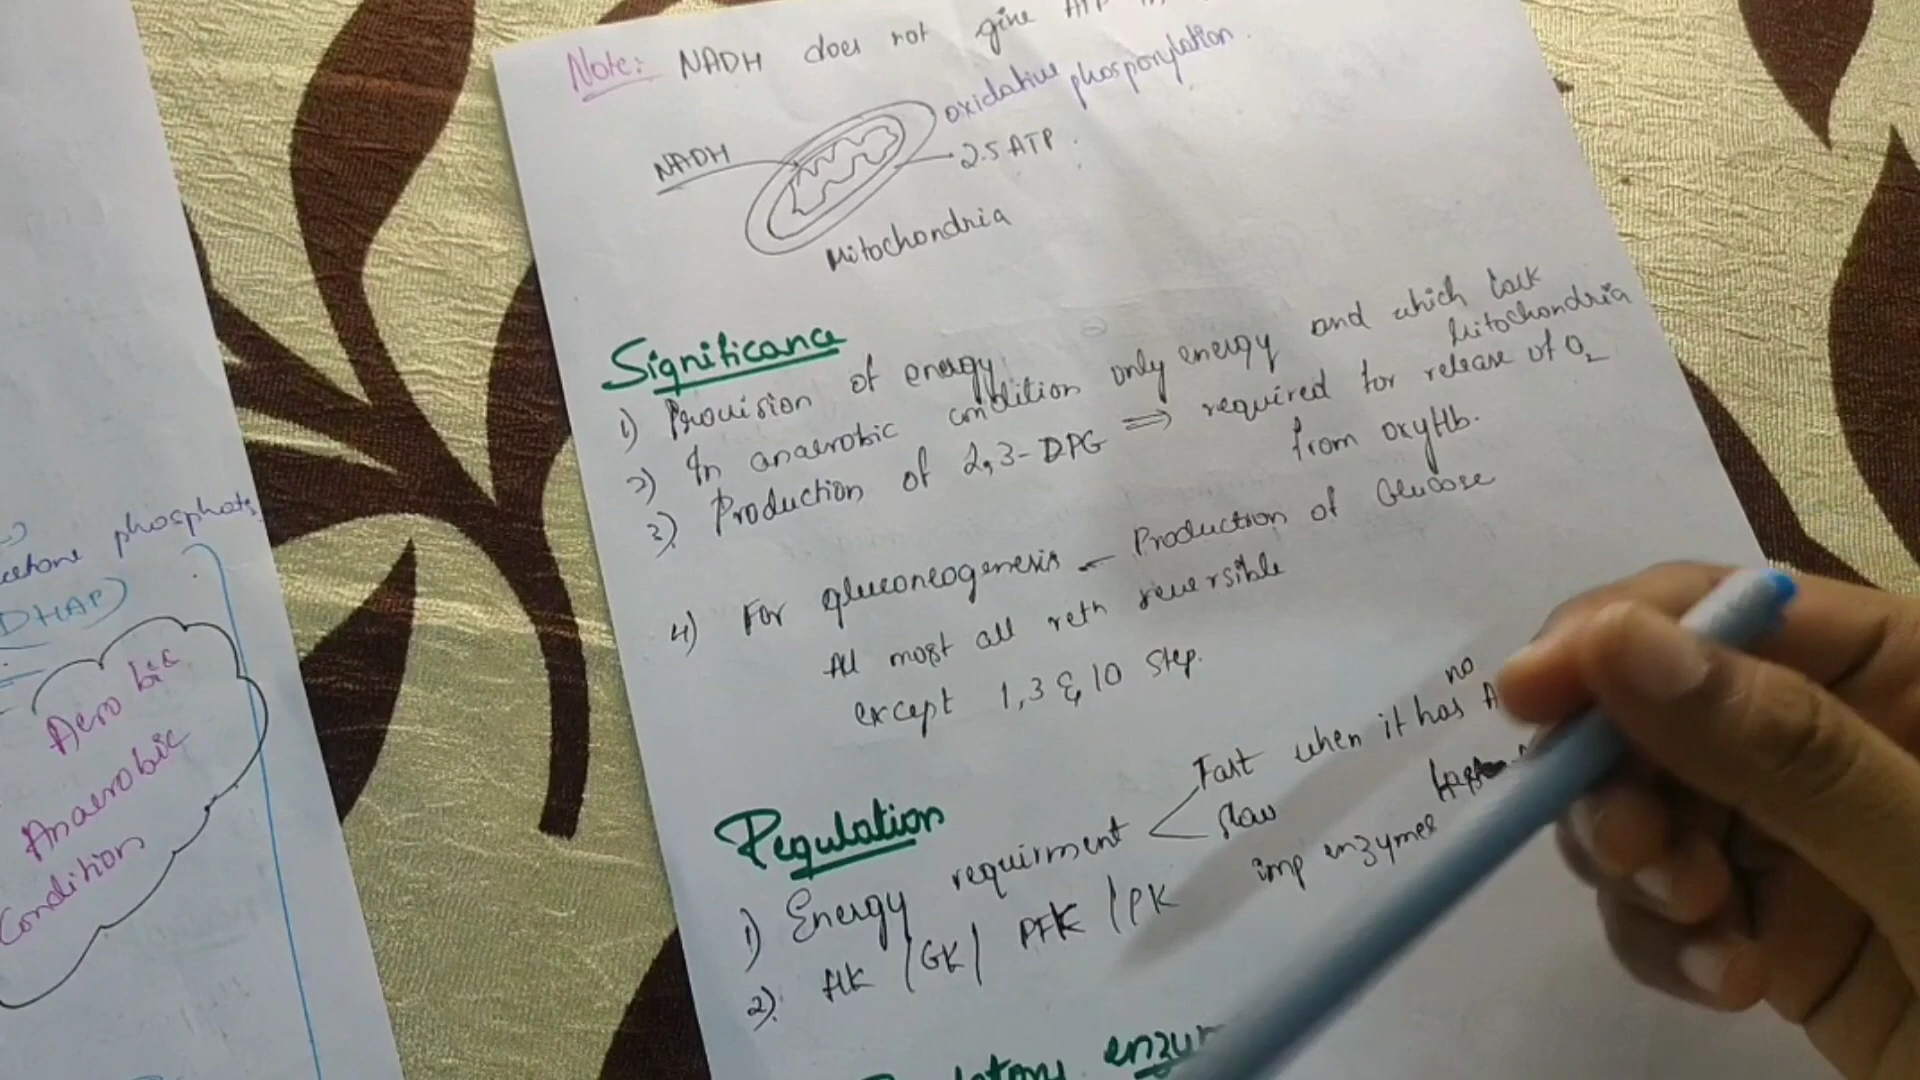 Note: NADH does not give ATP
oxidative phosporylation.
NADH
2.5 ATP.
Mitochondria
Significance
1) Provision of energy
2) In anaerobic condition only energy and which lack
Mitochondria
3) Production of 2,3-DPG ⇒ required for release of O₂
from oxyHb.
4) For gluconeogenesis - Production of Glucose
All most all rctn reversible
except 1,3 & 10 step.
Regulation
1) Energy requirment < Fast when it has no
slow
2). HK / GK / PFK / PK imp enzymes
phosphate
DHAP)
Aerobic
Anaerobic
Condition